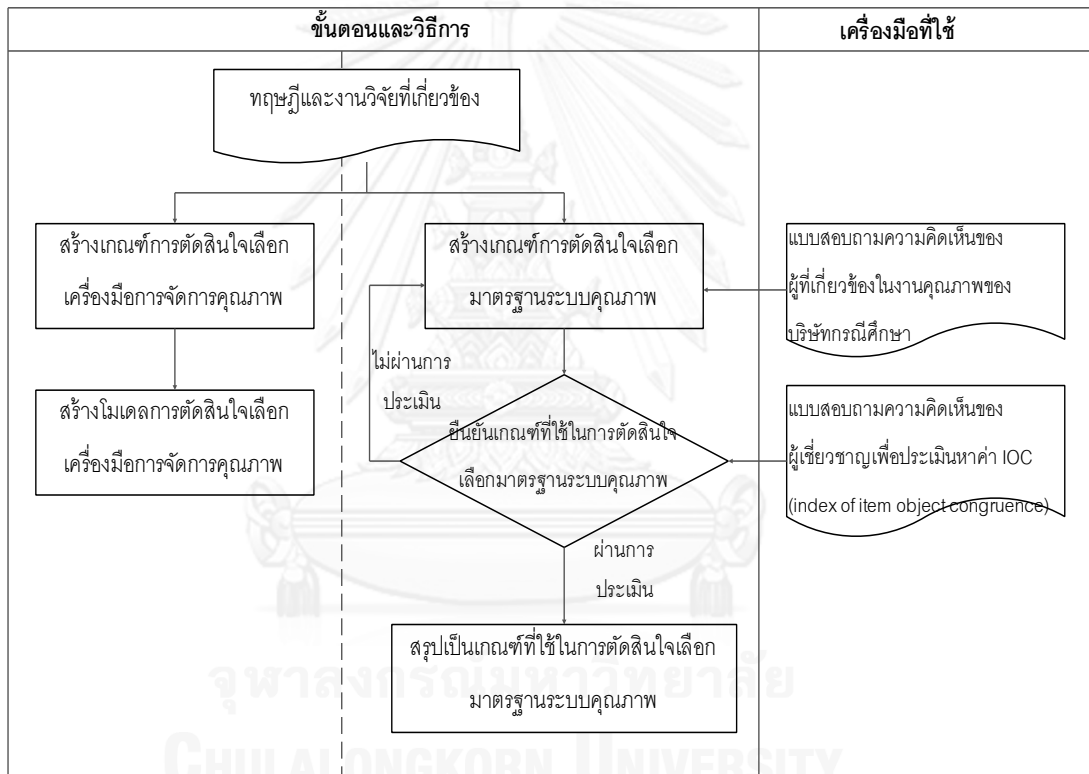 ขั้นตอนและวิธีการ
เครื่องมือที่ใช้
ทฤษฎีและงานวิจัยที่เกี่ยวข้อง
สร้างเกณฑ์การตัดสินใจเลือก
เครื่องมือการจัดการคุณภาพ
สร้างเกณฑ์การตัดสินใจเลือก
มาตรฐานระบบคุณภาพ
แบบสอบถามความคิดเห็นของ
ผู้ที่เกี่ยวข้องในงานคุณภาพของ
บริษัทกรณีศึกษา
ไม่ผ่านการ
ประเมิน
สร้างโมเดลการตัดสินใจเลือก
เครื่องมือการจัดการคุณภาพ
ยืนยันเกณฑ์ที่ใช้ในการตัดสินใจ
เลือกมาตรฐานระบบคุณภาพ
แบบสอบถามความคิดเห็นของ
ผู้เชี่ยวชาญเพื่อประเมินหาค่า IOC
(index of item object congruence)
ผ่านการ
ประเมิน
สรุปเป็นเกณฑ์ที่ใช้ในการตัดสินใจเลือก
มาตรฐานระบบคุณภาพ
จุฬาลงกรณ์มหาวิทยาลัย
CHULALONGKORN UNIVERSITY